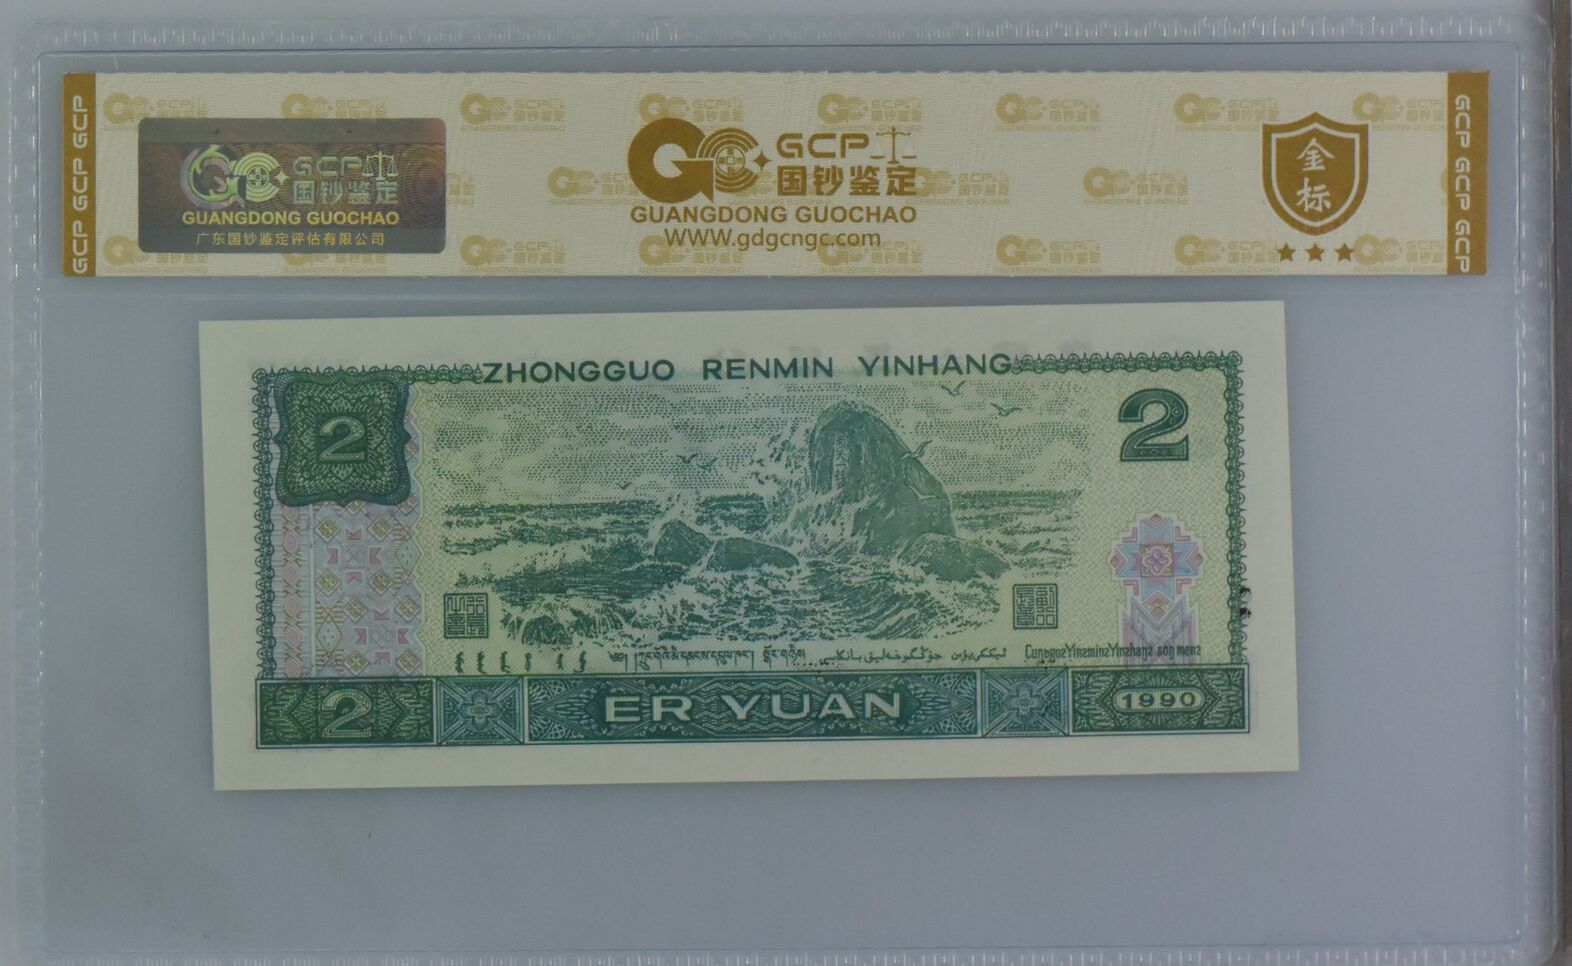 GCP GCP GCP
GCP
国钞鉴定
GUANGDONG GUOCHAO
广东国钞鉴定评估有限公司
GCP
国钞鉴定
GUANGDONG GUOCHAO
WWW.gdgcngc.com
金标
GCP GCP GCP
ZHONGGUO RENMIN YINHANG
2
2
2
ER YUAN
1990